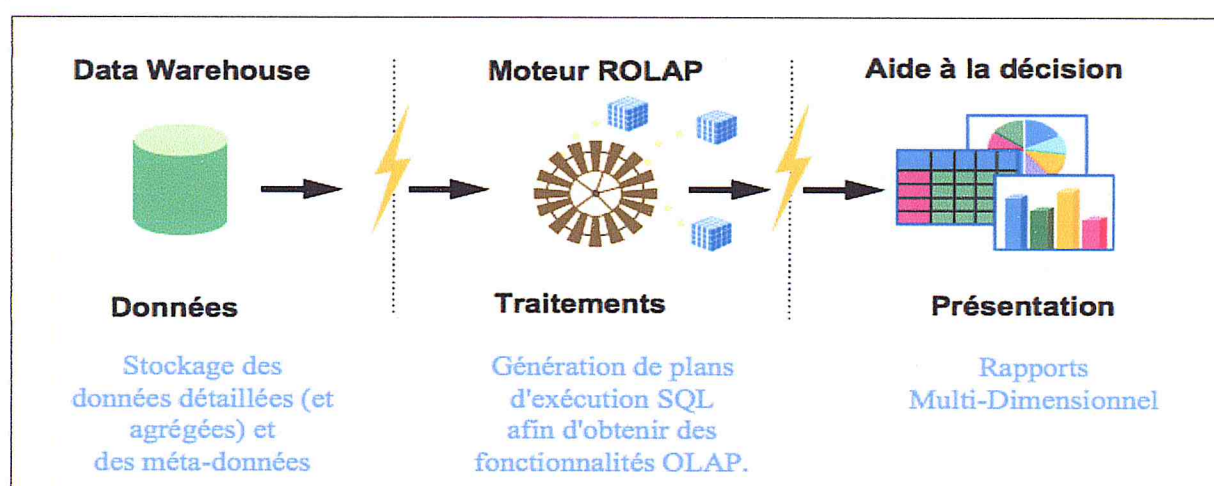 Data Warehouse
Moteur ROLAP
Aide à la décision
Données
Traitements
Présentation
Stockage des
données détaillées (et
agrégées) et
des méta-données
Génération de plans
d'exécution SQL
afin d'obtenir des
fonctionnalités OLAP.
Rapports
Multi-Dimensionnel